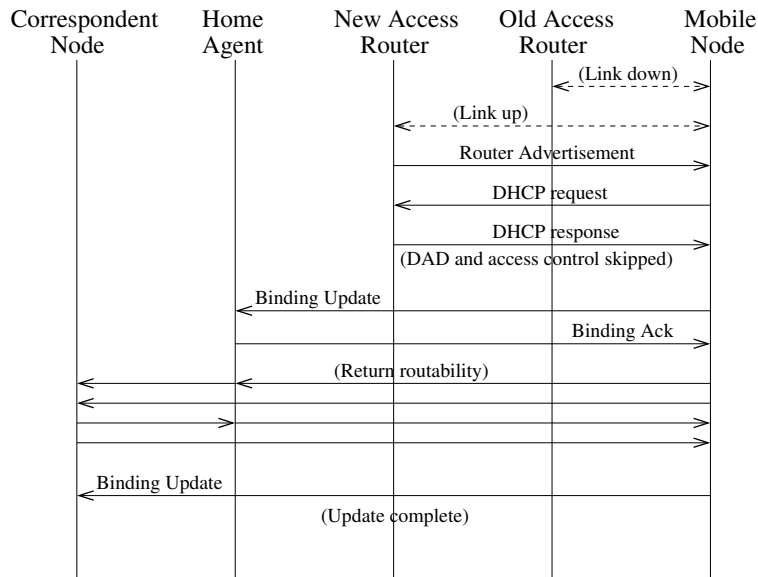 Correspondent Node
Home Agent
New Access Router
Old Access Router
Mobile Node
(Link down)
(Link up)
Router Advertisement
DHCP request
DHCP response
(DAD and access control skipped)
Binding Update
Binding Ack
(Return routability)
Binding Update
(Update complete)